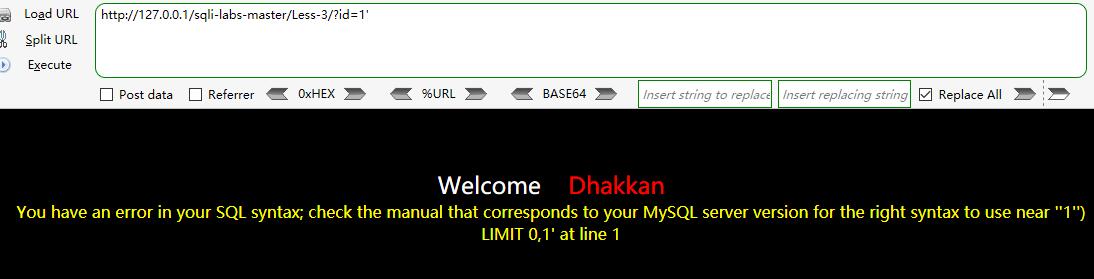 Load URL
http://127.0.0.1/sqli-labs-master/Less-3/?id=1'
Split URL
Execute
Post data Referrer 0xHEX %URL BASE64 Insert string to replace Insert replacing string Replace All
Welcome Dhakkan
You have an error in your SQL syntax; check the manual that corresponds to your MySQL server version for the right syntax to use near ''1'')
LIMIT 0,1' at line 1